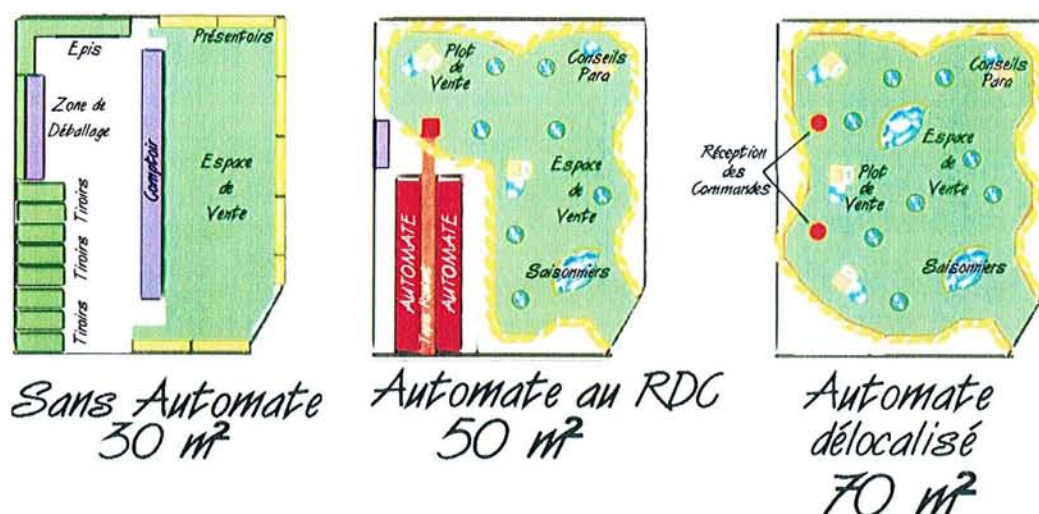 Epis
Présentoirs
Zone de
Déballage
Comptoir
Espace
de
Vente
Tiroirs
Tiroirs
Tiroirs
Sans Automate
30 m²
Plot
de
Vente
Conseils
Para
Espace
de
Vente
AUTOMATE
AUTOMATE
Saisonniers
Automate au RDC
50 m²
Conseils
Para
Réception
des
Commandes
Espace
de
Vente
Plot
de
Vente
Saisonniers
Automate
délocalisé
70 m²